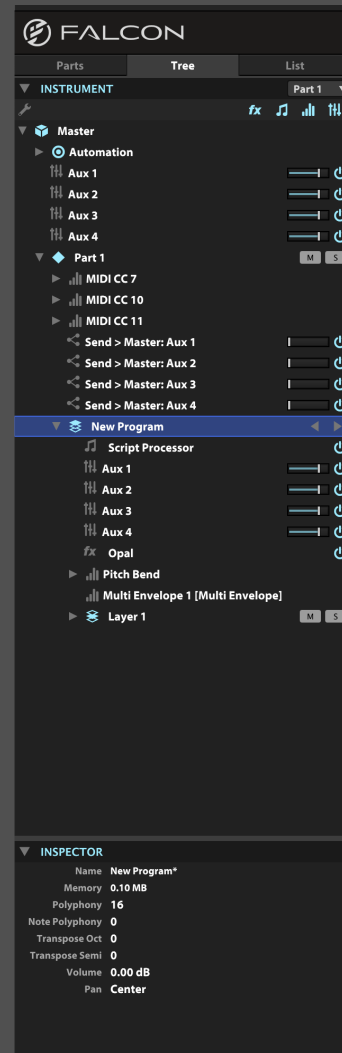 FALCON
Parts Tree List
INSTRUMENT Part 1
fx
Master
Automation
Aux 1
Aux 2
Aux 3
Aux 4
Part 1 M S
MIDI CC 7
MIDI CC 10
MIDI CC 11
Send > Master: Aux 1
Send > Master: Aux 2
Send > Master: Aux 3
Send > Master: Aux 4
New Program
Script Processor
Aux 1
Aux 2
Aux 3
Aux 4
fx Opal
Pitch Bend
Multi Envelope 1 [Multi Envelope]
Layer 1 M S
INSPECTOR
Name New Program*
Memory 0.10 MB
Polyphony 16
Note Polyphony 0
Transpose Oct 0
Transpose Semi 0
Volume 0.00 dB
Pan Center